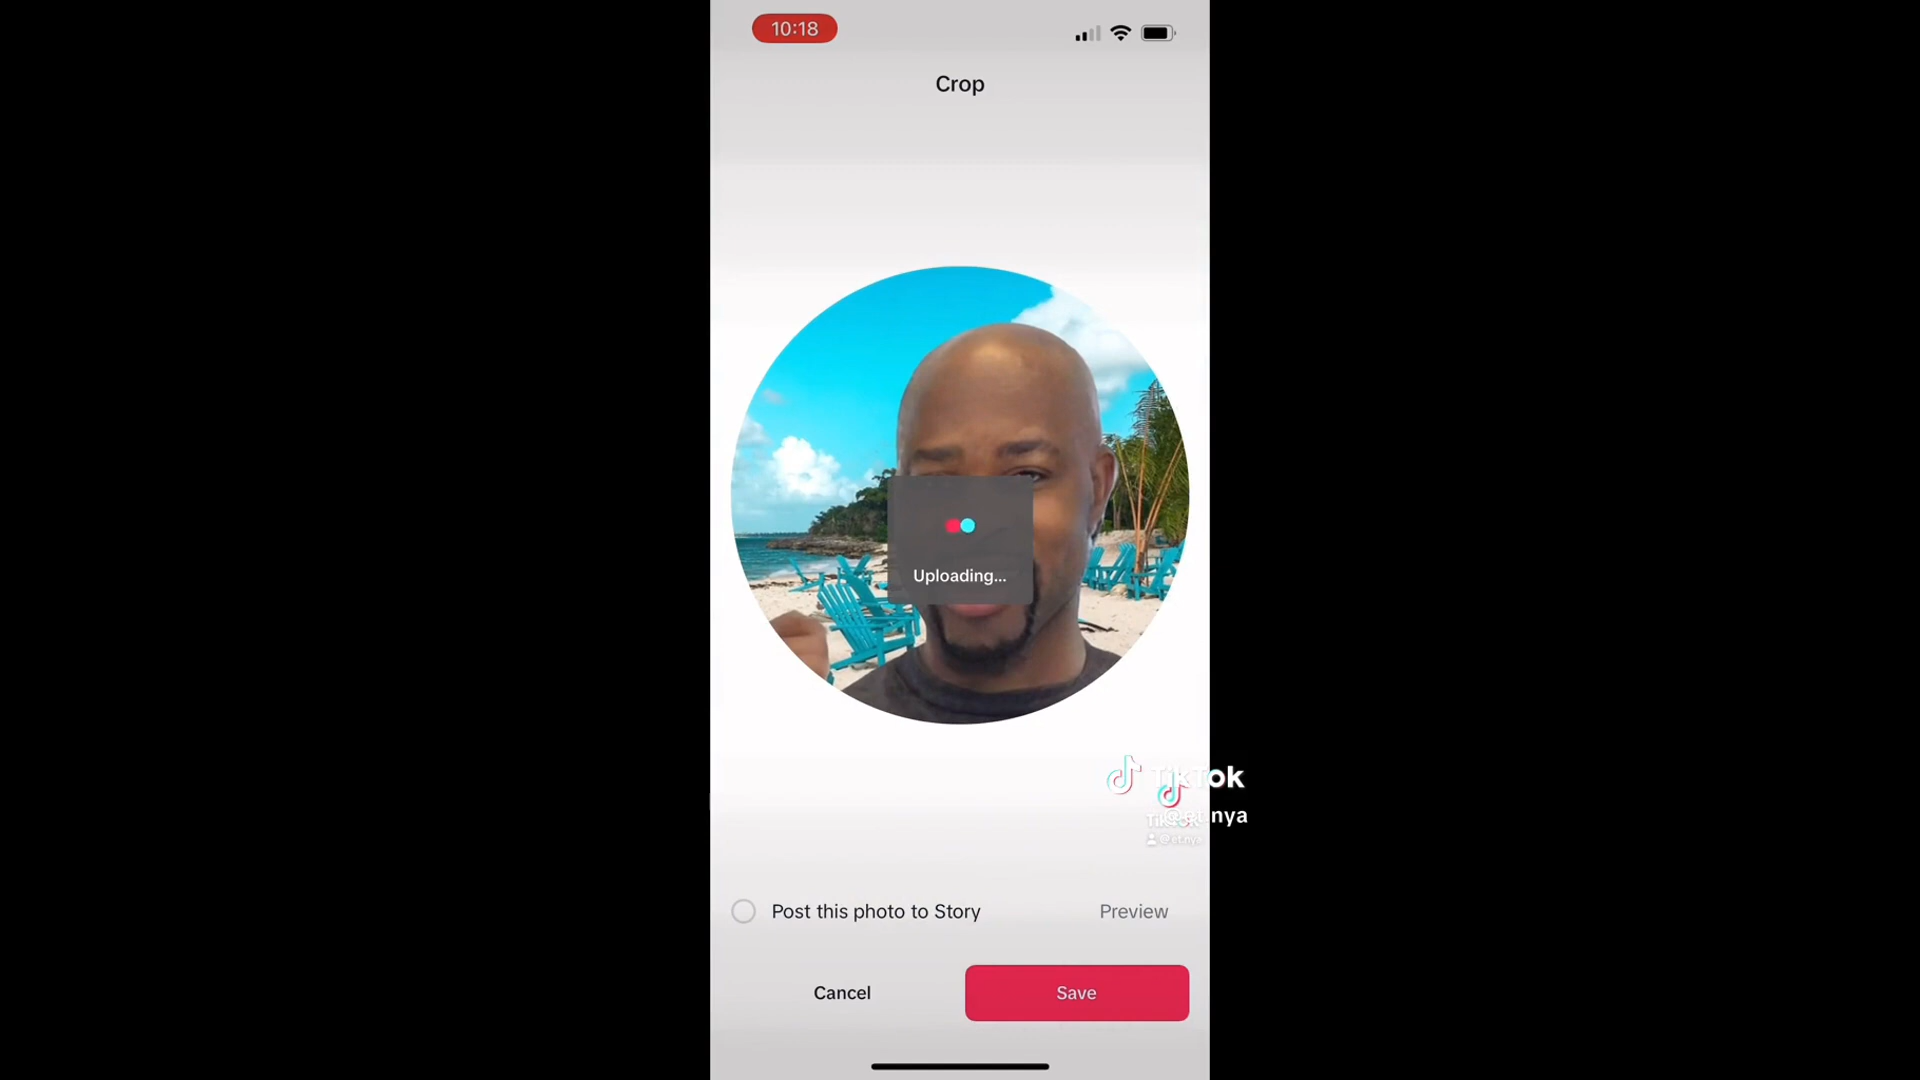 10:18
Crop
Uploading...
TikTok
Post this photo to Story
Preview
Cancel
Save